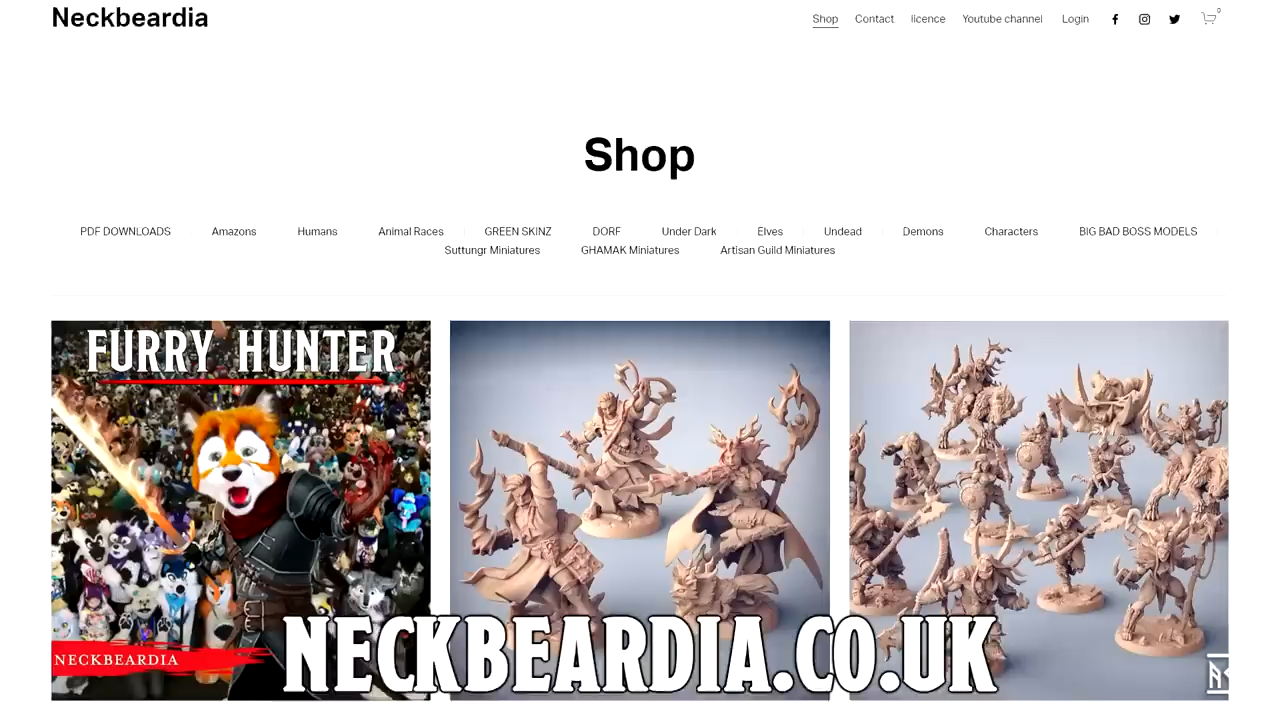 Neckbeardia
Shop Contact licence Youtube channel Login 0
Shop
PDF DOWNLOADS Amazons Humans Animal Races GREEN SKINZ DORF Under Dark Elves Undead Demons Characters BIG BAD BOSS MODELS
Suttungr Miniatures GHAMAK Miniatures Artisan Guild Miniatures
FURRY HUNTER
NECKBEARDIA
NECKBEARDIA.CO.UK